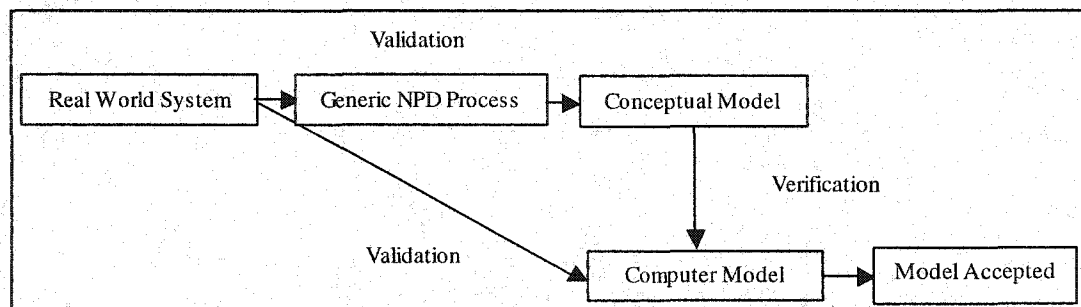 Validation
Real World System
Generic NPD Process
Conceptual Model
Verification
Validation
Computer Model
Model Accepted